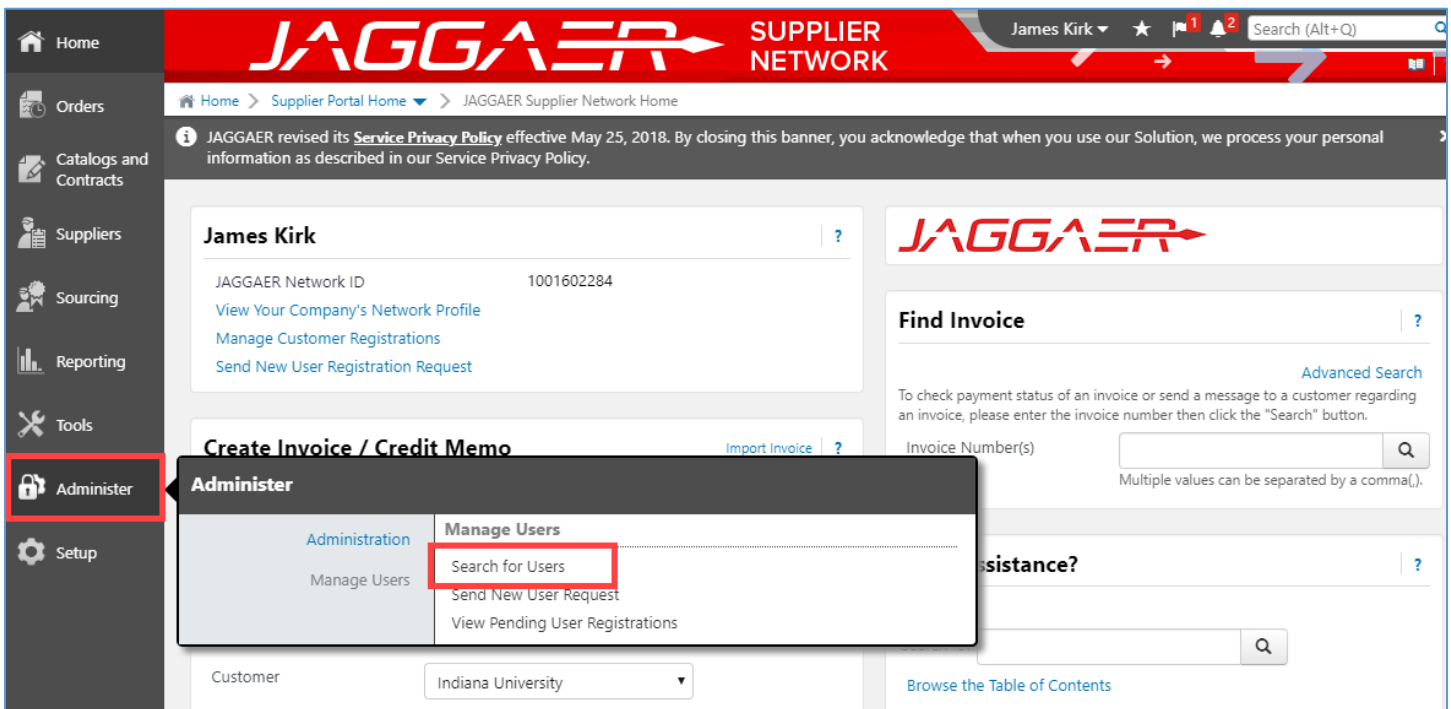 Home
Orders
Catalogs and
Contracts
Suppliers
Sourcing
Reporting
Tools
Administer
Setup
JAGGAER
SUPPLIER
NETWORK
James Kirk
1
2
Search (Alt+Q)
Home > Supplier Portal Home > JAGGAER Supplier Network Home
JAGGAER revised its Service Privacy Policy effective May 25, 2018. By closing this banner, you acknowledge that when you use our Solution, we process your personal
information as described in our Service Privacy Policy.
James Kirk ?
JAGGAER Network ID 1001602284
View Your Company's Network Profile
Manage Customer Registrations
Send New User Registration Request
Create Invoice / Credit Memo Import Invoice ?
Administer
Administration
Manage Users
Manage Users
Search for Users
Send New User Request
View Pending User Registrations
Customer Indiana University
JAGGAER
Find Invoice ?
Advanced Search
To check payment status of an invoice or send a message to a customer regarding
an invoice, please enter the invoice number then click the "Search" button.
Invoice Number(s)
Multiple values can be separated by a comma(,).
sistance? ?
Browse the Table of Contents